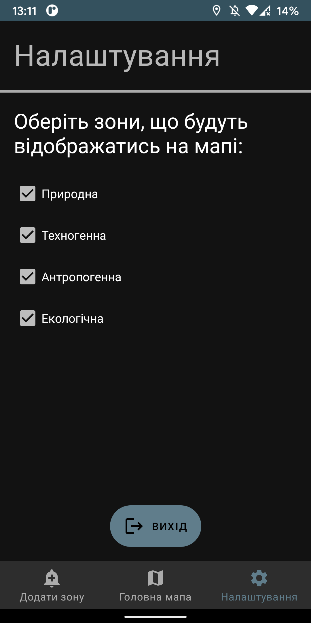 13:11
14%
Налаштування
Оберіть зони, що будуть
відображатись на мапі:
Природна
Техногенна
Антропогенна
Екологічна
ВИХІД
Додати зону
Головна мапа
Налаштування